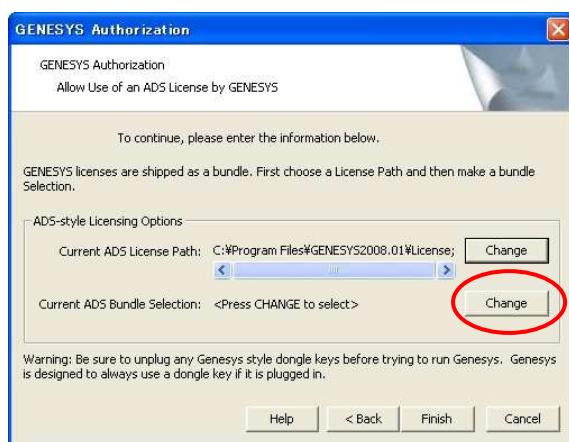 GENESYS Authorization
GENESYS Authorization
Allow Use of an ADS License by GENESYS
To continue, please enter the information below.
GENESYS licenses are shipped as a bundle. First choose a License Path and then make a bundle
Selection.
ADS-style Licensing Options
Current ADS License Path: C:¥Program Files¥GENESYS2008.01¥License; Change
Current ADS Bundle Selection: <Press CHANGE to select> Change
Warning: Be sure to unplug any Genesys style dongle keys before trying to run Genesys. Genesys
is designed to always use a dongle key if it is plugged in.
Help < Back Finish Cancel